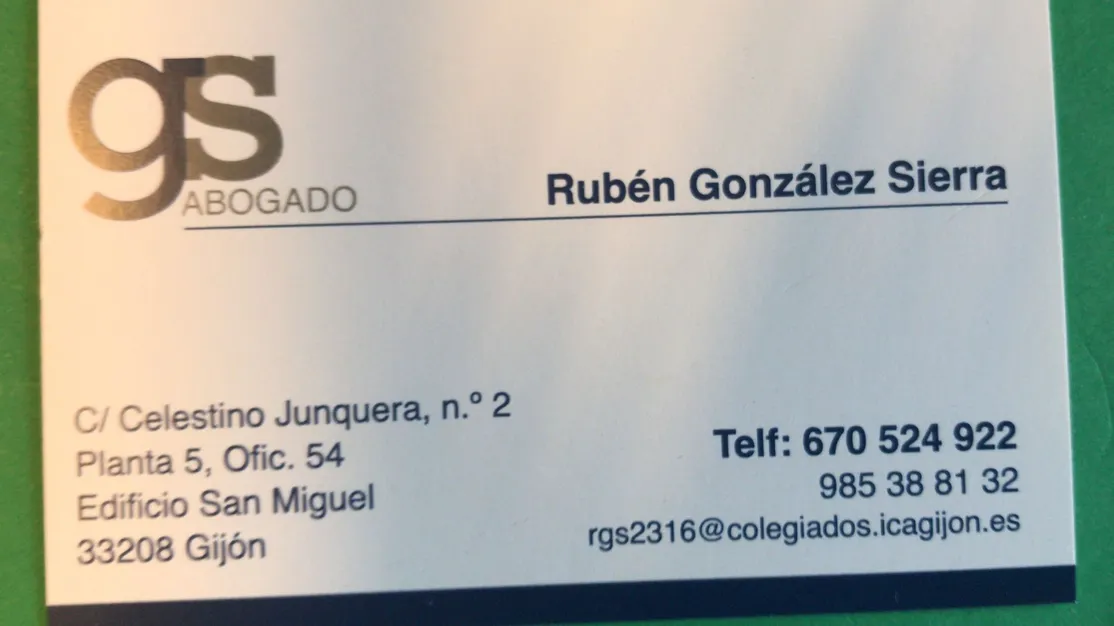 gs
ABOGADO
Rubén González Sierra
C/ Celestino Junquera, n.º 2
Planta 5, Ofic. 54
Edificio San Miguel
33208 Gijón
Telf: 670 524 922
985 38 81 32
rgs2316@colegiados.icagijon.es